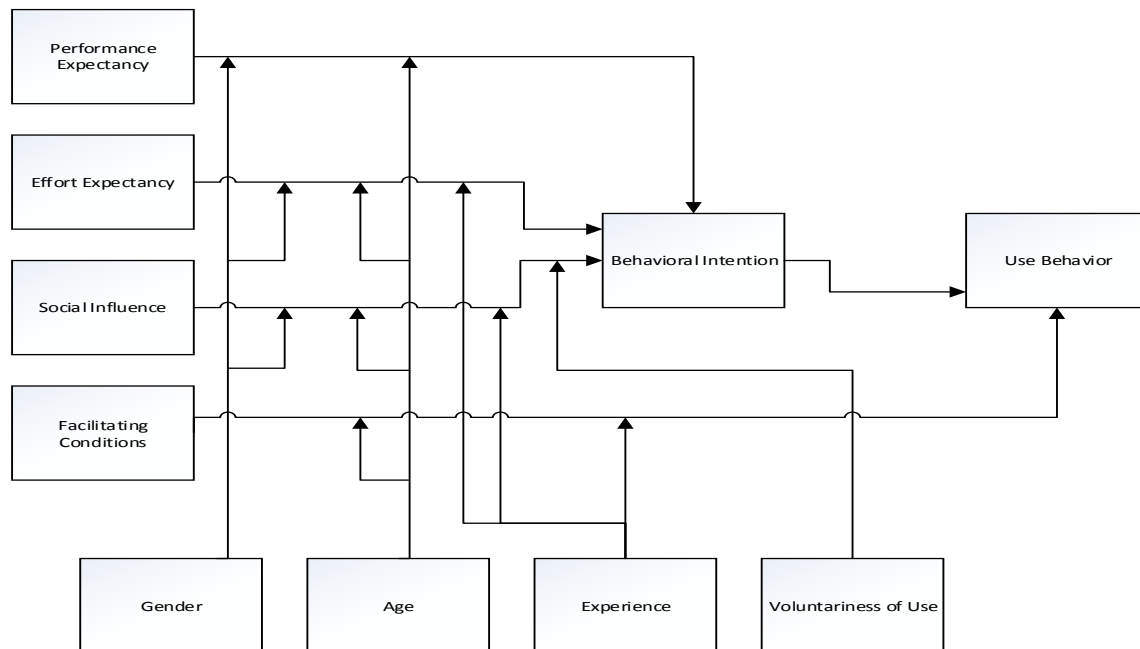 Performance
Expectancy
Effort Expectancy
Social Influence
Facilitating
Conditions
Behavioral Intention
Use Behavior
Gender
Age
Experience
Voluntariness of Use